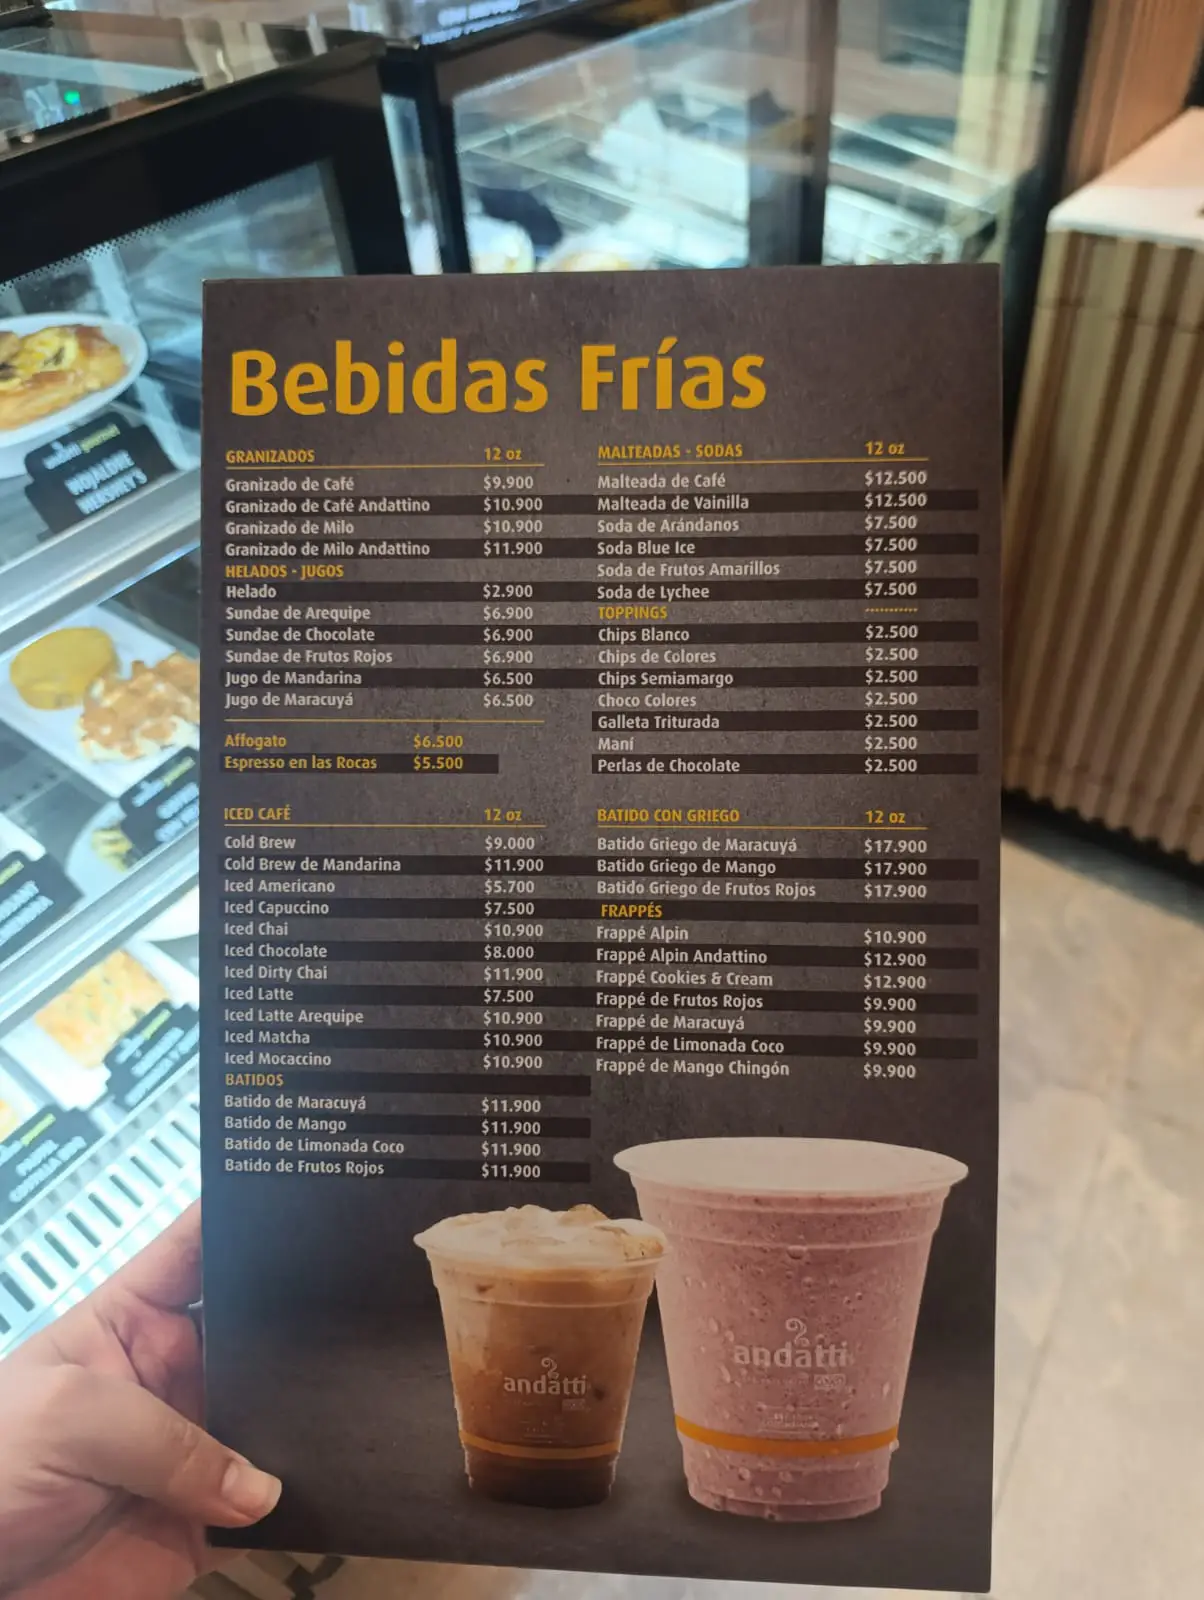 andatti gourmet
HOJALDRE
HERSHEY'S
Bebidas Frías
GRANIZADOS 12 oz
Granizado de Café $9.900
Granizado de Café Andattino $10.900
Granizado de Milo $10.900
Granizado de Milo Andattino $11.900
HELADOS - JUGOS
Helado $2.900
Sundae de Arequipe $6.900
Sundae de Chocolate $6.900
Sundae de Frutos Rojos $6.900
Jugo de Mandarina $6.500
Jugo de Maracuyá $6.500
Affogato $6.500
Espresso en las Rocas $5.500
MALTEADAS - SODAS 12 oz
Malteada de Café $12.500
Malteada de Vainilla $12.500
Soda de Arándanos $7.500
Soda Blue Ice $7.500
Soda de Frutos Amarillos $7.500
Soda de Lychee $7.500
TOPPINGS -----------
Chips Blanco $2.500
Chips de Colores $2.500
Chips Semiamargo $2.500
Choco Colores $2.500
Galleta Triturada $2.500
Maní $2.500
Perlas de Chocolate $2.500
ICED CAFÉ 12 oz
Cold Brew $9.000
Cold Brew de Mandarina $11.900
Iced Americano $5.700
Iced Capuccino $7.500
Iced Chai $10.900
Iced Chocolate $8.000
Iced Dirty Chai $11.900
Iced Latte $7.500
Iced Latte Arequipe $10.900
Iced Matcha $10.900
Iced Mocaccino $10.900
BATIDOS
Batido de Maracuyá $11.900
Batido de Mango $11.900
Batido de Limonada Coco $11.900
Batido de Frutos Rojos $11.900
BATIDO CON GRIEGO 12 oz
Batido Griego de Maracuyá $17.900
Batido Griego de Mango $17.900
Batido Griego de Frutos Rojos $17.900
FRAPPÉS
Frappé Alpin $10.900
Frappé Alpin Andattino $12.900
Frappé Cookies & Cream $12.900
Frappé de Frutos Rojos $9.900
Frappé de Maracuyá $9.900
Frappé de Limonada Coco $9.900
Frappé de Mango Chingón $9.900
andatti
andatti